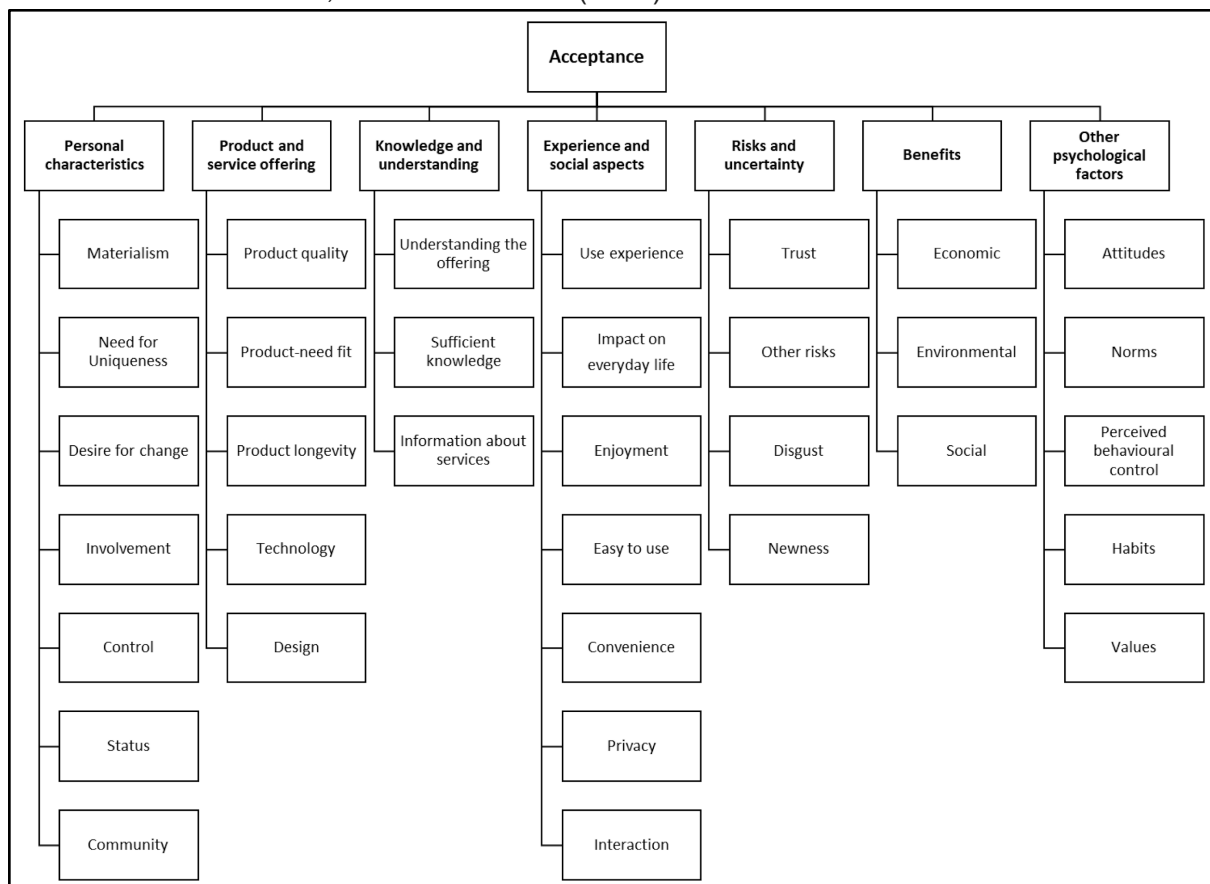 Acceptance
Personal
characteristics
Product and
service offering
Knowledge and
understanding
Experience and
social aspects
Risks and
uncertainty
Benefits
Other
psychological
factors
Materialism
Need for
Uniqueness
Desire for change
Involvement
Control
Status
Community
Product quality
Product-need fit
Product longevity
Technology
Design
Understanding the
offering
Sufficient
knowledge
Information about
services
Use experience
Impact on
everyday life
Enjoyment
Easy to use
Convenience
Privacy
Interaction
Trust
Other risks
Disgust
Newness
Economic
Environmental
Social
Attitudes
Norms
Perceived
behavioural
control
Habits
Values